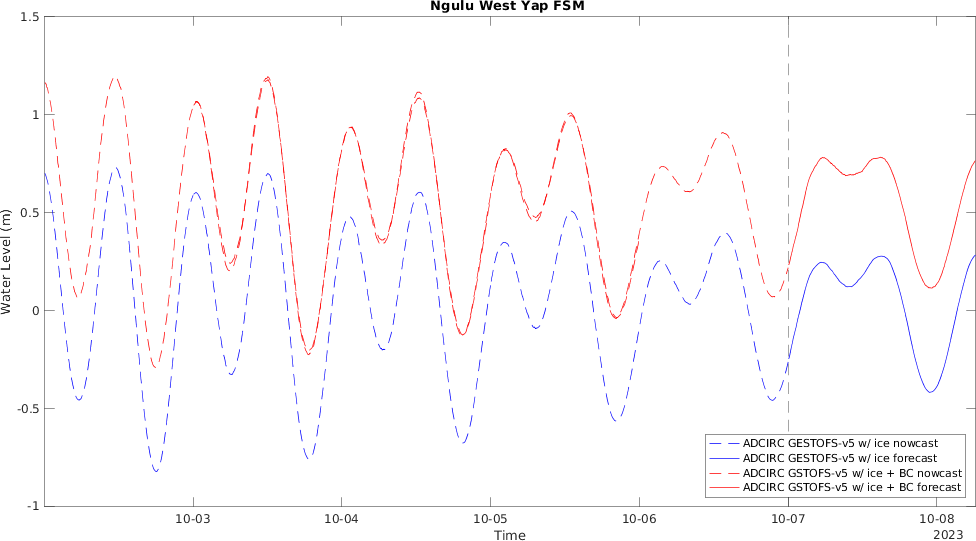 Ngulu West Yap FSM
1.5
1
0.5
0
-0.5
-1
Water Level (m)
10-03
10-04
10-05
10-06
10-07
10-08
Time
2023
ADCIRC GESTOFS-v5 w/ ice nowcast
ADCIRC GESTOFS-v5 w/ ice forecast
ADCIRC GSTOFS-v5 w/ ice + BC nowcast
ADCIRC GSTOFS-v5 w/ ice + BC forecast